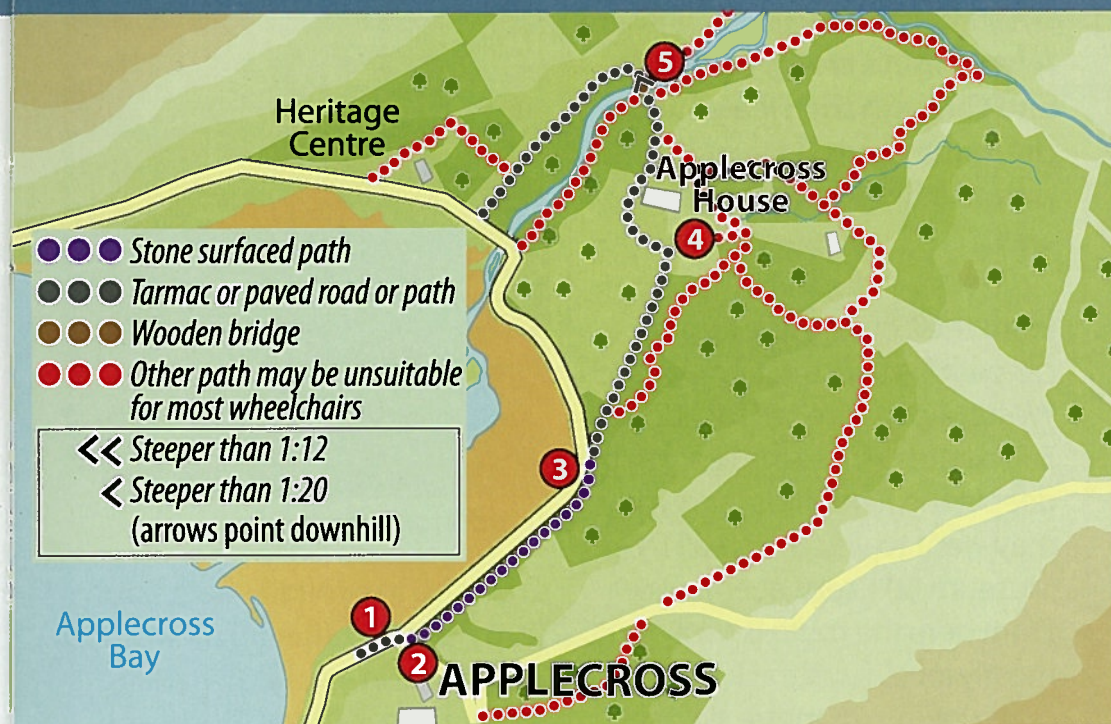 5
Heritage
Centre
Applecross
House
4
Stone surfaced path
Tarmac or paved road or path
Wooden bridge
Other path may be unsuitable
for most wheelchairs
<< Steeper than 1:12
< Steeper than 1:20
(arrows point downhill)
3
1
Applecross
Bay
2
APPLECROSS